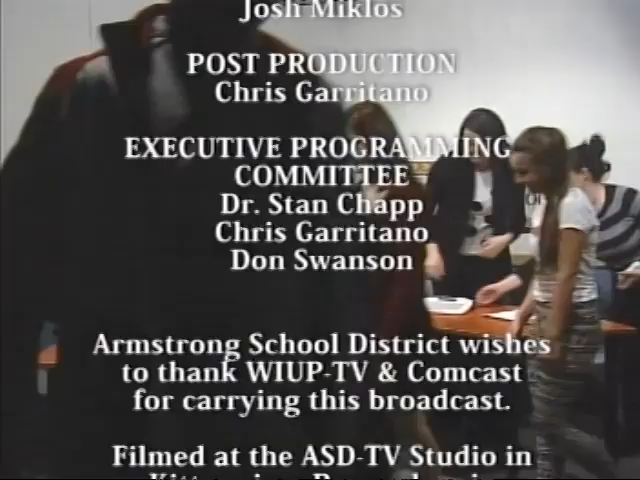 Josh Miklos
POST PRODUCTION
Chris Garritano
EXECUTIVE PROGRAMMING
COMMITTEE
Dr. Stan Chapp
Chris Garritano
Don Swanson
Armstrong School District wishes
to thank WIUP-TV & Comcast
for carrying this broadcast.
Filmed at the ASD-TV Studio in